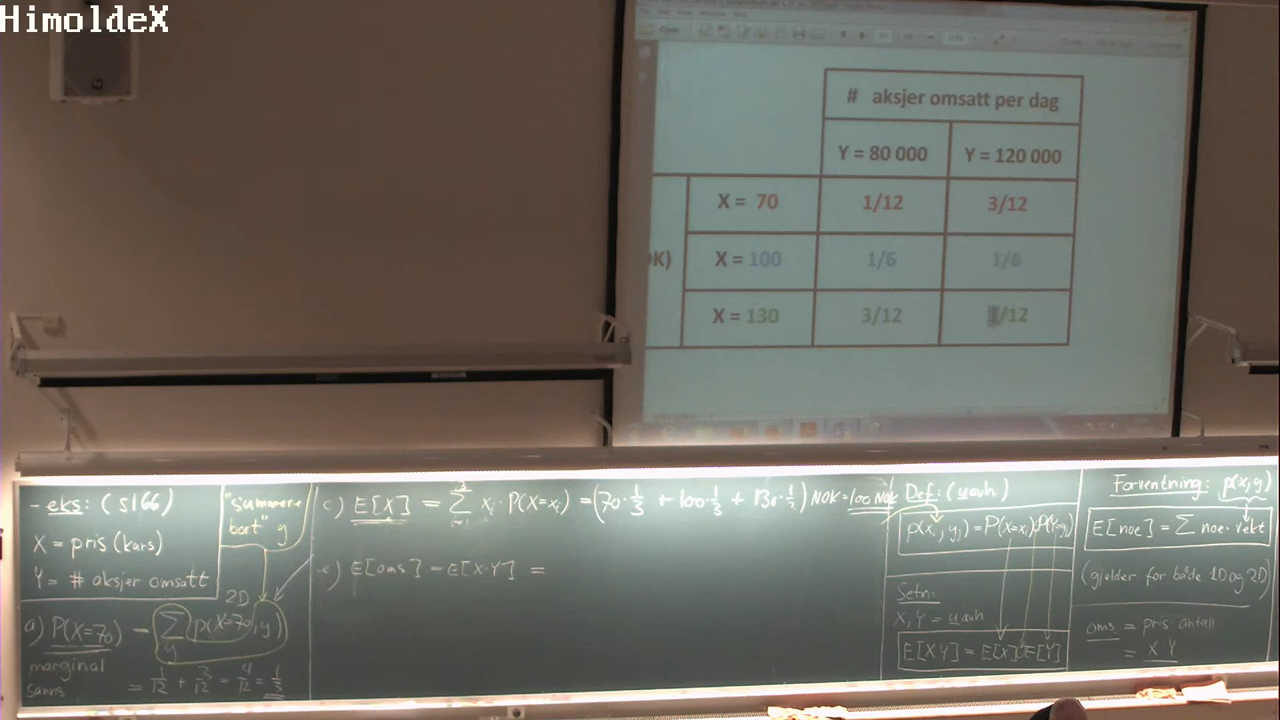 HimoldeX
# aksjer omsatt per dag
Y = 80 000 Y = 120 000
X = 70 1/12 3/12
K) X = 100 1/6 1/6
X = 130 3/12 /12
- eks: (s166)
X = pris (kurs)
Y = # aksjer omsatt
"summere
bort" y
2D
a) P(X=70) = ∑ p(X=70, y)
y
marginal
sanns
= 1/12 + 3/12 = 4/12 = 1/3
c) E[X] = ∑ xᵢ · P(X=xᵢ) = (70·1/3 + 100·1/3 + 130·1/3) NOK = 100 NOK
i=1
3
e) E[oms] = E[X·Y] =
Def: (uavh)
p(xᵢ, yⱼ) = P(X=xᵢ)·P(Y=yⱼ)
Setn:
X, Y = uavh
E[XY] = E[X]·E[Y]
Forventning: p(x,y)
E[noe] = ∑ noe·vekt
(gjelder for både 1D og 2D)
oms = pris·antall
= X·Y